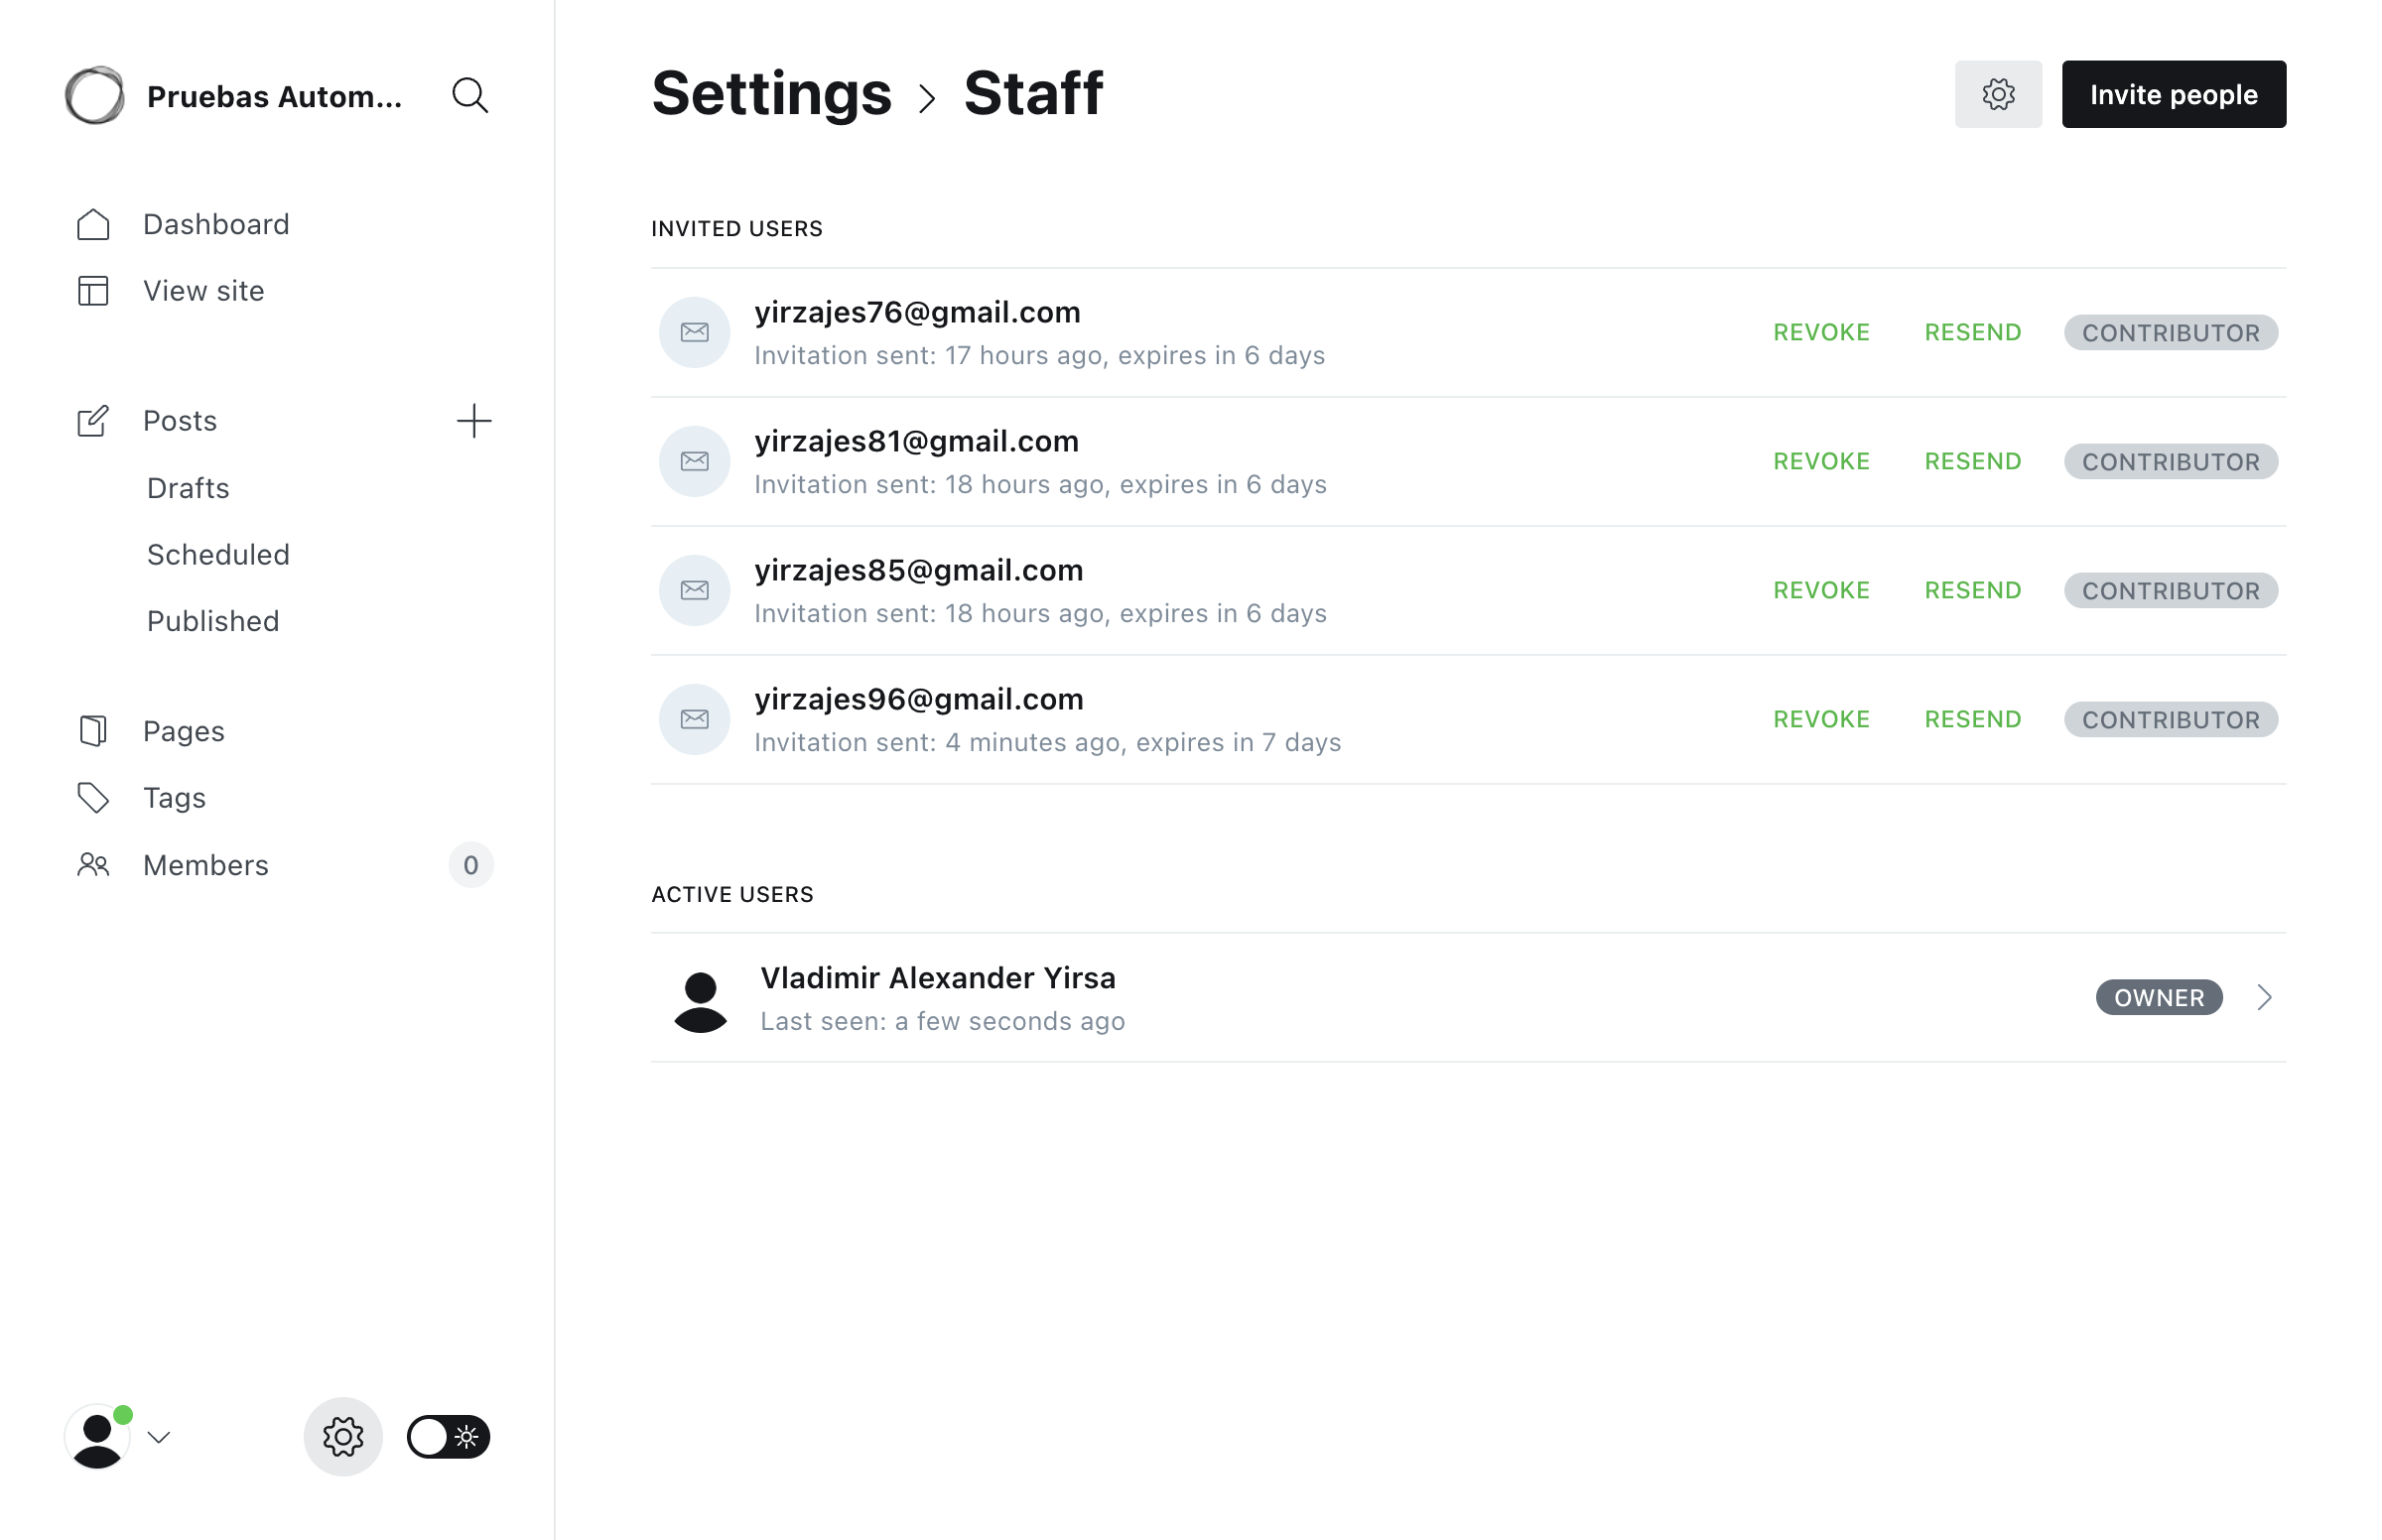 Pruebas Autom...
Dashboard
View site
Posts
Drafts
Scheduled
Published
Pages
Tags
Members 0
Settings > Staff
Invite people
INVITED USERS
yirzajes76@gmail.com
Invitation sent: 17 hours ago, expires in 6 days
REVOKE RESEND CONTRIBUTOR
yirzajes81@gmail.com
Invitation sent: 18 hours ago, expires in 6 days
REVOKE RESEND CONTRIBUTOR
yirzajes85@gmail.com
Invitation sent: 18 hours ago, expires in 6 days
REVOKE RESEND CONTRIBUTOR
yirzajes96@gmail.com
Invitation sent: 4 minutes ago, expires in 7 days
REVOKE RESEND CONTRIBUTOR
ACTIVE USERS
Vladimir Alexander Yirsa
Last seen: a few seconds ago
OWNER